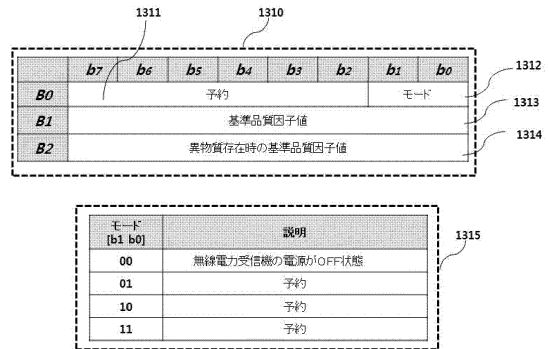 1311
1310
b7 b6 b5 b4 b3 b2 b1 b0
B0 予約 モード
1312
B1 基準品質因子値
1313
B2 異物質存在時の基準品質因子値
1314
モード
[b1 b0]
説明
1315
00 無線電力受信機の電源がOFF状態
01 予約
10 予約
11 予約